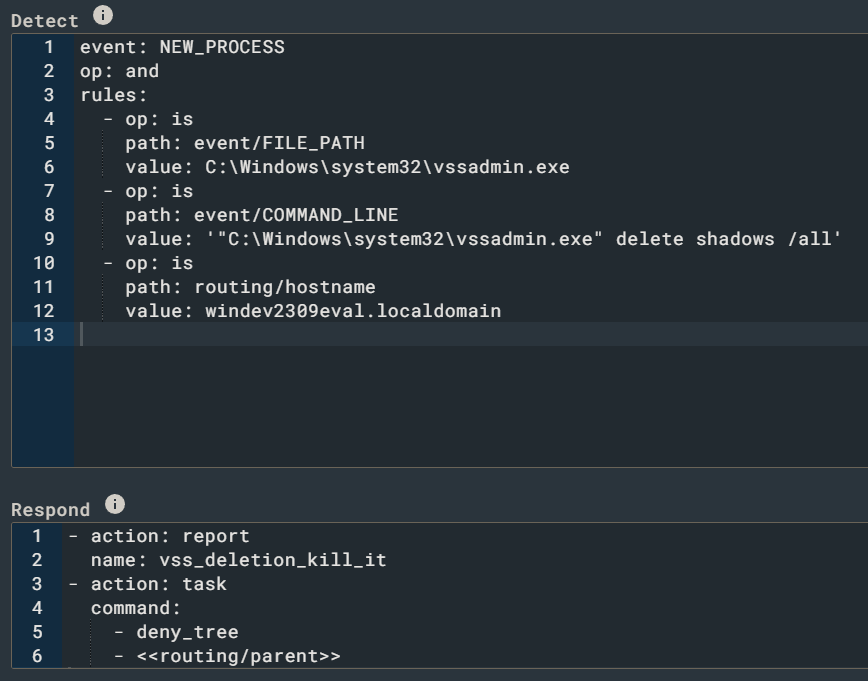 Detect
1 event: NEW_PROCESS
2 op: and
3 rules:
4   - op: is
5     path: event/FILE_PATH
6     value: C:\Windows\system32\vssadmin.exe
7   - op: is
8     path: event/COMMAND_LINE
9     value: '"C:\Windows\system32\vssadmin.exe" delete shadows /all'
10   - op: is
11     path: routing/hostname
12     value: windev2309eval.localdomain
13
Respond
1 - action: report
2   name: vss_deletion_kill_it
3 - action: task
4   command:
5     - deny_tree
6     - <<routing/parent>>